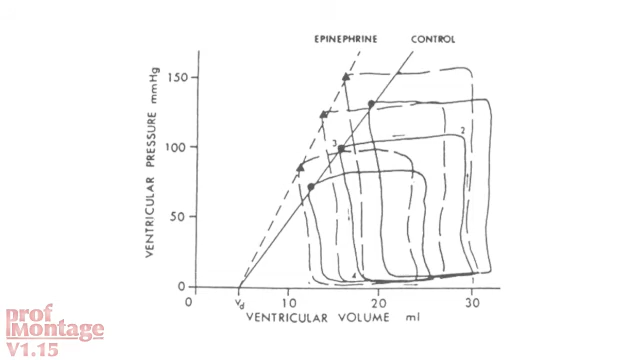 EPINEPHRINE CONTROL
VENTRICULAR PRESSURE mmHg
150
100
50
0
3
2
4
0 Vd 10 20 30
VENTRICULAR VOLUME ml
prof
Montage
V1.15